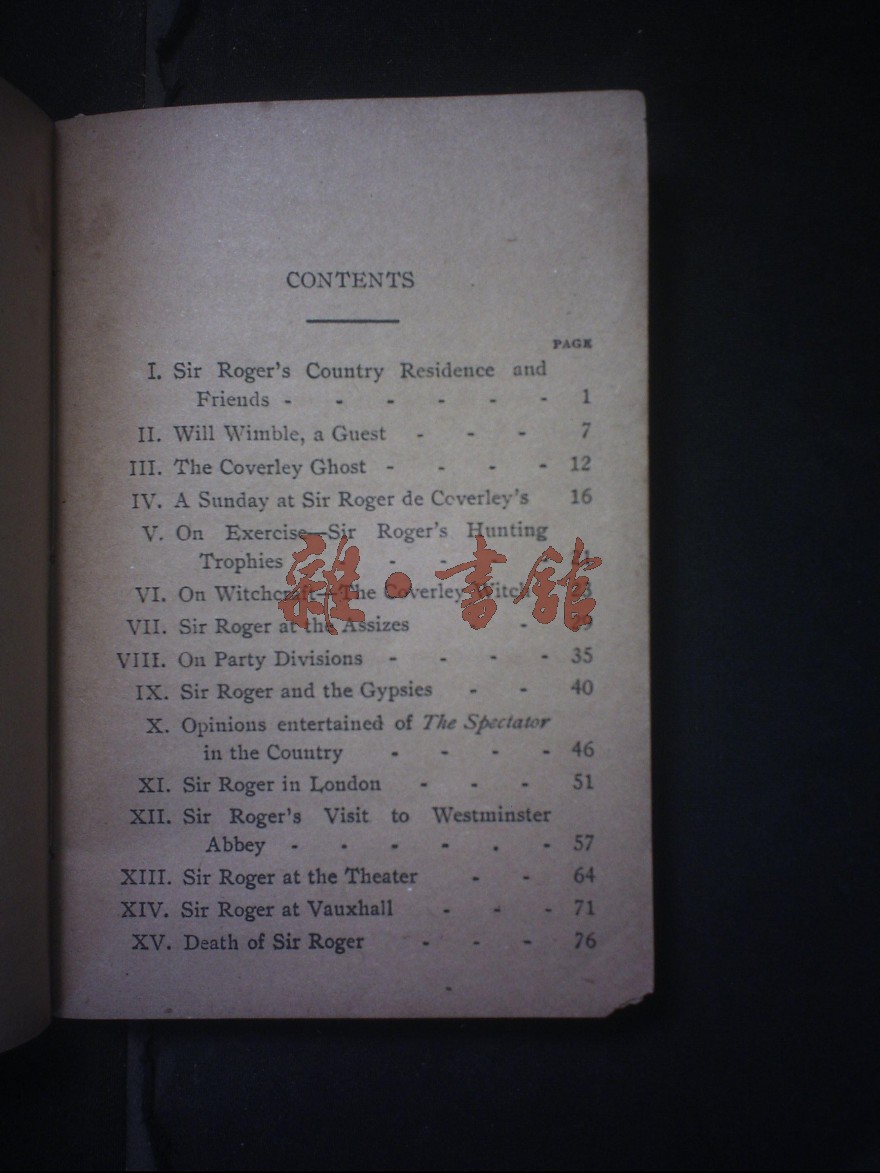 CONTENTS
PAGE
I. Sir Roger's Country Residence and
Friends - - - - - - 1
II. Will Wimble, a Guest - - - 7
III. The Coverley Ghost - - - - 12
IV. A Sunday at Sir Roger de Coverley's 16
V. On Exercise—Sir Roger's Hunting
Trophies - - - - -
VI. On Witchcraft—The Coverley Witch
VII. Sir Roger at the Assizes -
VIII. On Party Divisions - - - - 35
IX. Sir Roger and the Gypsies - - 40
X. Opinions entertained of The Spectator
in the Country - - - - 46
XI. Sir Roger in London - - - 51
XII. Sir Roger's Visit to Westminster
Abbey - - - - - - 57
XIII. Sir Roger at the Theater - - 64
XIV. Sir Roger at Vauxhall - - - 71
XV. Death of Sir Roger - - - 76
雜·書館